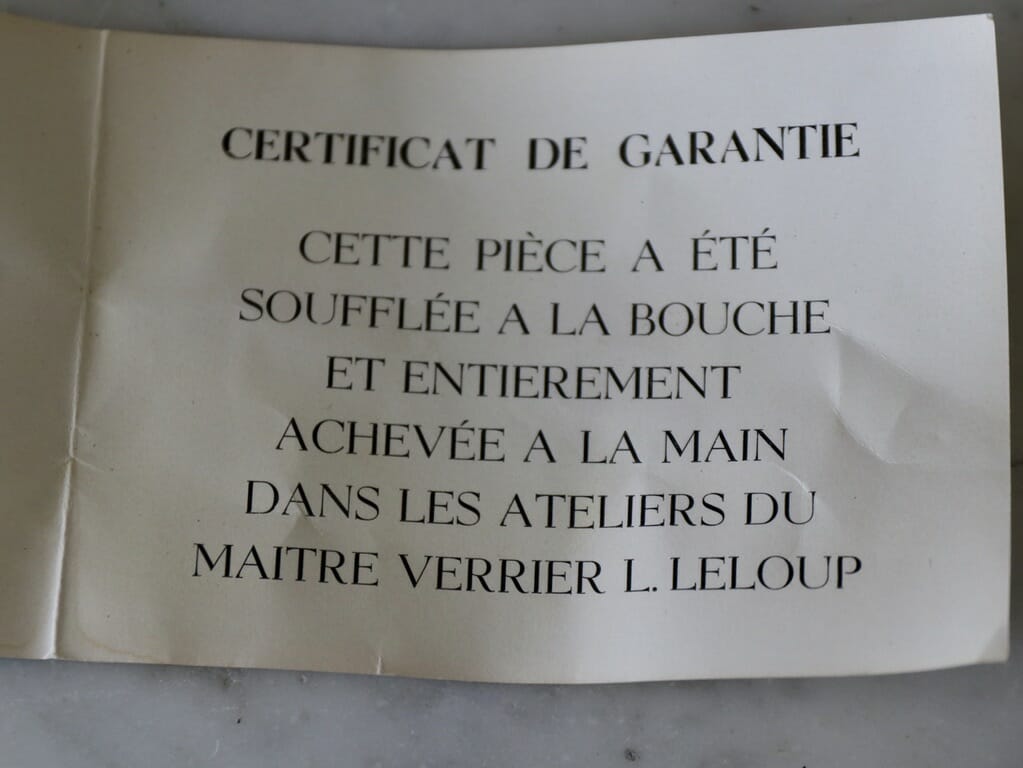 CERTIFICAT DE GARANTIE
CETTE PIÈCE A ÉTÉ
SOUFFLÉE A LA BOUCHE
ET ENTIEREMENT
ACHEVÉE A LA MAIN
DANS LES ATELIERS DU
MAITRE VERRIER L. LELOUP